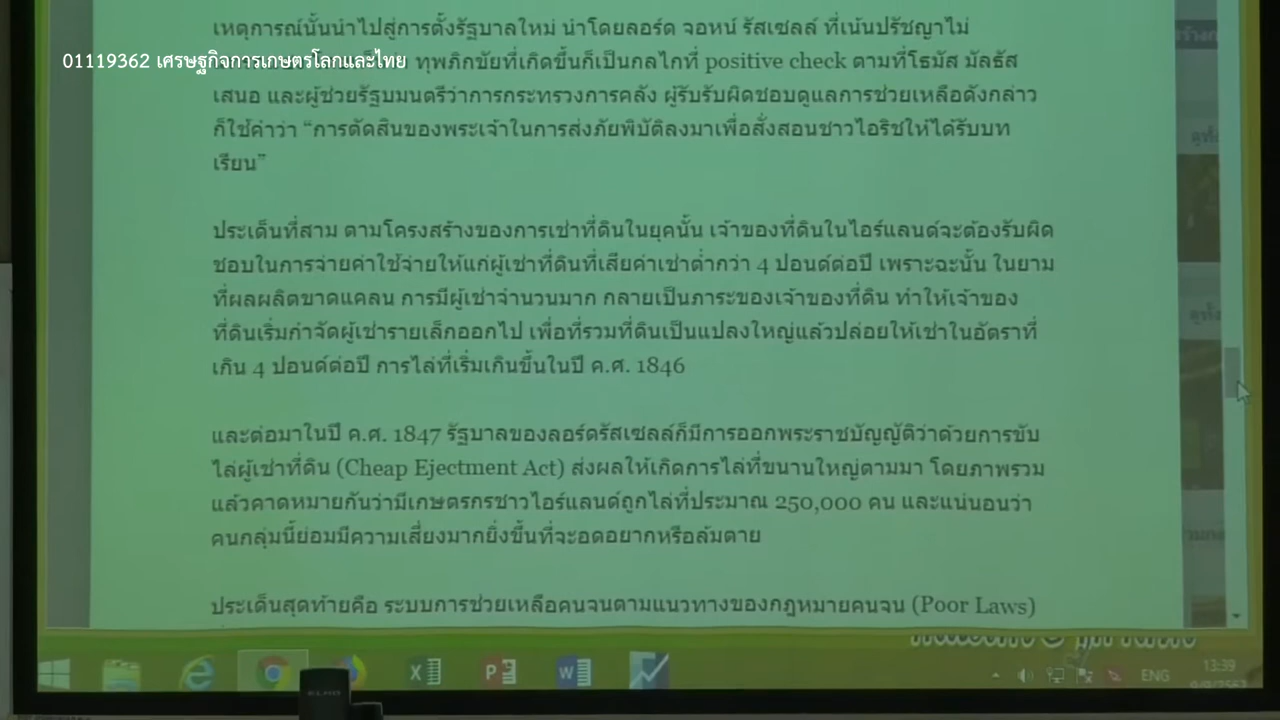 เหตุการณ์นั้นนำไปสู่การตั้งรัฐบาลใหม่ นำโดยลอร์ด จอหน์ รัสเซลล์ ที่เน้นปรัชญาไม่
01119362 เศรษฐกิจการเกษตรโลกและไทย
ทุพภิกขัยที่เกิดขึ้นก็เป็นกลไกที่ positive check ตามที่โธมัส มัลธัส
เสนอ และผู้ช่วยรัฐบมนตรีว่าการกระทรวงการคลัง ผู้รับรับผิดชอบดูแลการช่วยเหลือดังกล่าว
ก็ใช้คำว่า “การตัดสินของพระเจ้าในการส่งภัยพิบัติลงมาเพื่อสั่งสอนชาวไอริชให้ได้รับบท
เรียน”
ประเด็นที่สาม ตามโครงสร้างของการเช่าที่ดินในยุคนั้น เจ้าของที่ดินในไอร์แลนด์จะต้องรับผิด
ชอบในการจ่ายค่าใช้จ่ายให้แก่ผู้เช่าที่ดินที่เสียค่าเช่าต่ำกว่า 4 ปอนด์ต่อปี เพราะฉะนั้น ในยาม
ที่ผลผลิตขาดแคลน การมีผู้เช่าจำนวนมาก กลายเป็นภาระของเจ้าของที่ดิน ทำให้เจ้าของ
ที่ดินเริ่มกำจัดผู้เช่ารายเล็กออกไป เพื่อที่รวมที่ดินเป็นแปลงใหญ่แล้วปล่อยให้เช่าในอัตราที่
เกิน 4 ปอนด์ต่อปี การไล่ที่เริ่มเกินขึ้นในปี ค.ศ. 1846
และต่อมาในปี ค.ศ. 1847 รัฐบาลของลอร์ดรัสเซลล์ก็มีการออกพระราชบัญญัติว่าด้วยการขับ
ไล่ผู้เช่าที่ดิน (Cheap Ejectment Act) ส่งผลให้เกิดการไล่ที่ขนานใหญ่ตามมา โดยภาพรวม
แล้วคาดหมายกันว่ามีเกษตรกรชาวไอร์แลนด์ถูกไล่ที่ประมาณ 250,000 คน และแน่นอนว่า
คนกลุ่มนี้ย่อมมีความเสี่ยงมากยิ่งขึ้นที่จะอดอยากหรือล้มตาย
ประเด็นสุดท้ายคือ ระบบการช่วยเหลือคนจนตามแนวทางของกฎหมายคนจน (Poor Laws)
ENG
13:39